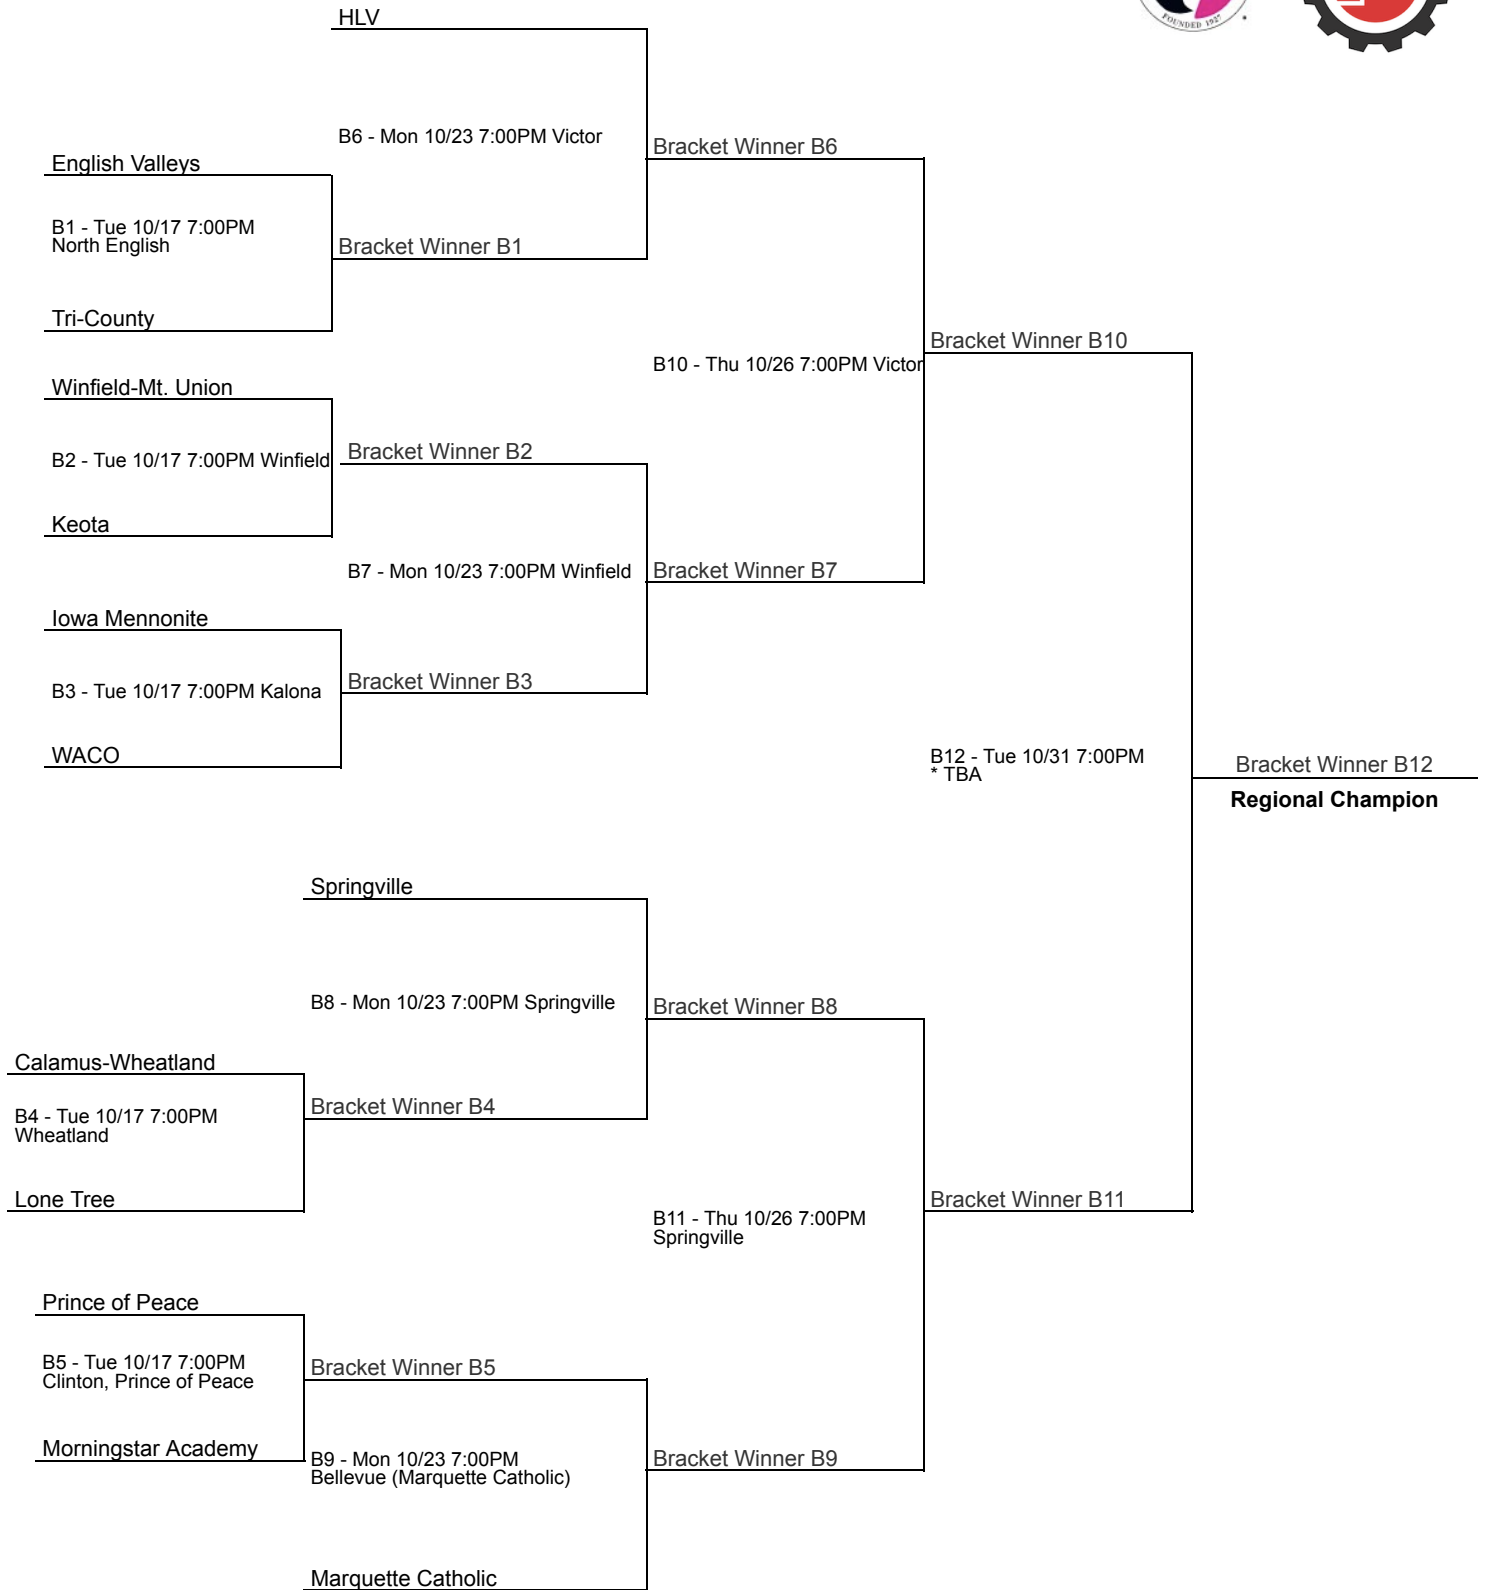 FOUNDED 1927
HLV
B6 - Mon 10/23 7:00PM Victor
Bracket Winner B6
English Valleys
B1 - Tue 10/17 7:00PM
North English
Bracket Winner B1
Tri-County
Bracket Winner B10
B10 - Thu 10/26 7:00PM Victor
Winfield-Mt. Union
Bracket Winner B2
B2 - Tue 10/17 7:00PM Winfield
Keota
B7 - Mon 10/23 7:00PM Winfield
Bracket Winner B7
Iowa Mennonite
Bracket Winner B3
B3 - Tue 10/17 7:00PM Kalona
WACO
B12 - Tue 10/31 7:00PM
* TBA
Bracket Winner B12
Regional Champion
Springville
B8 - Mon 10/23 7:00PM Springville
Bracket Winner B8
Calamus-Wheatland
B4 - Tue 10/17 7:00PM
Wheatland
Bracket Winner B4
Lone Tree
Bracket Winner B11
B11 - Thu 10/26 7:00PM
Springville
Prince of Peace
B5 - Tue 10/17 7:00PM
Clinton, Prince of Peace
Bracket Winner B5
Morningstar Academy
B9 - Mon 10/23 7:00PM
Bellevue (Marquette Catholic)
Bracket Winner B9
Marquette Catholic